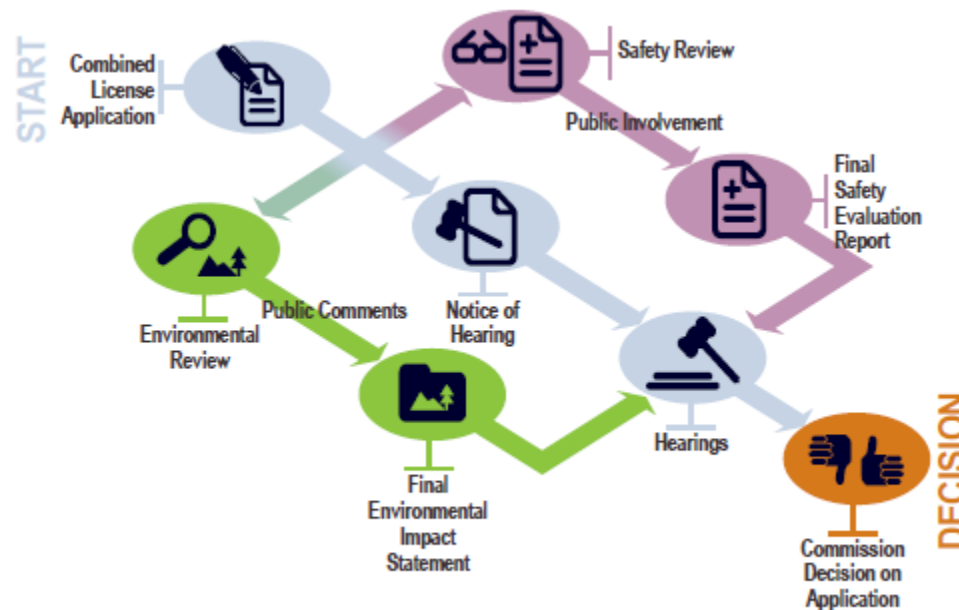 START
Combined
License
Application
Safety Review
Public Involvement
Final
Safety
Evaluation
Report
Notice of
Hearing
Public Comments
Environmental
Review
Hearings
Final
Environmental
Impact
Statement
DECISION
Commission
Decision on
Application